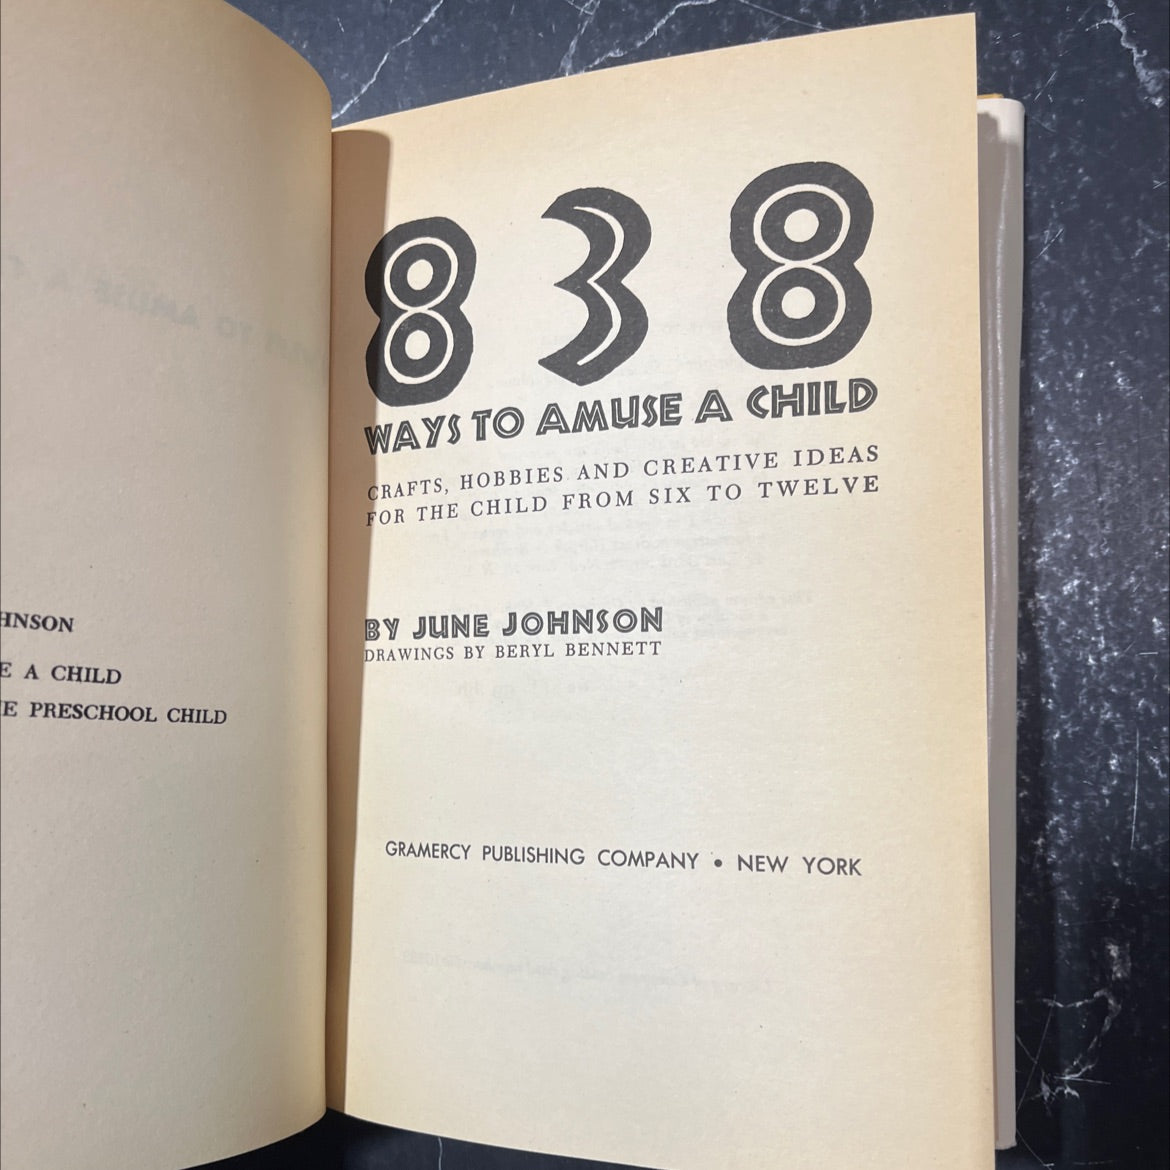 HNSON
E A CHILD
E PRESCHOOL CHILD
838
WAYS TO AMUSE A CHILD
CRAFTS, HOBBIES AND CREATIVE IDEAS
FOR THE CHILD FROM SIX TO TWELVE
BY JUNE JOHNSON
DRAWINGS BY BERYL BENNETT
GRAMERCY PUBLISHING COMPANY • NEW YORK